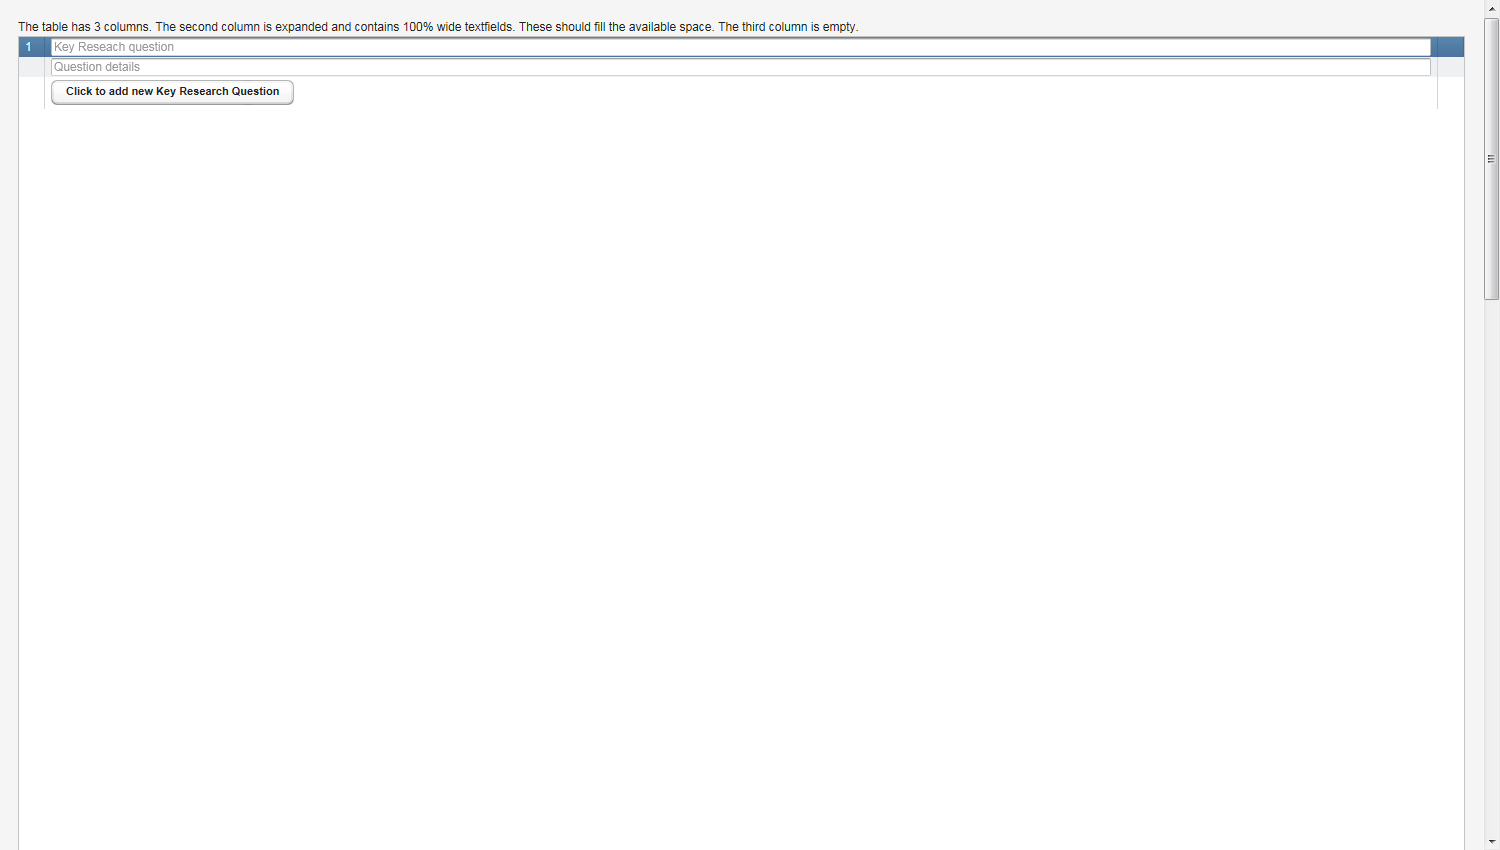 The table has 3 columns. The second column is expanded and contains 100% wide textfields. These should fill the available space. The third column is empty.
1 Key Reseach question
Question details
Click to add new Key Research Question